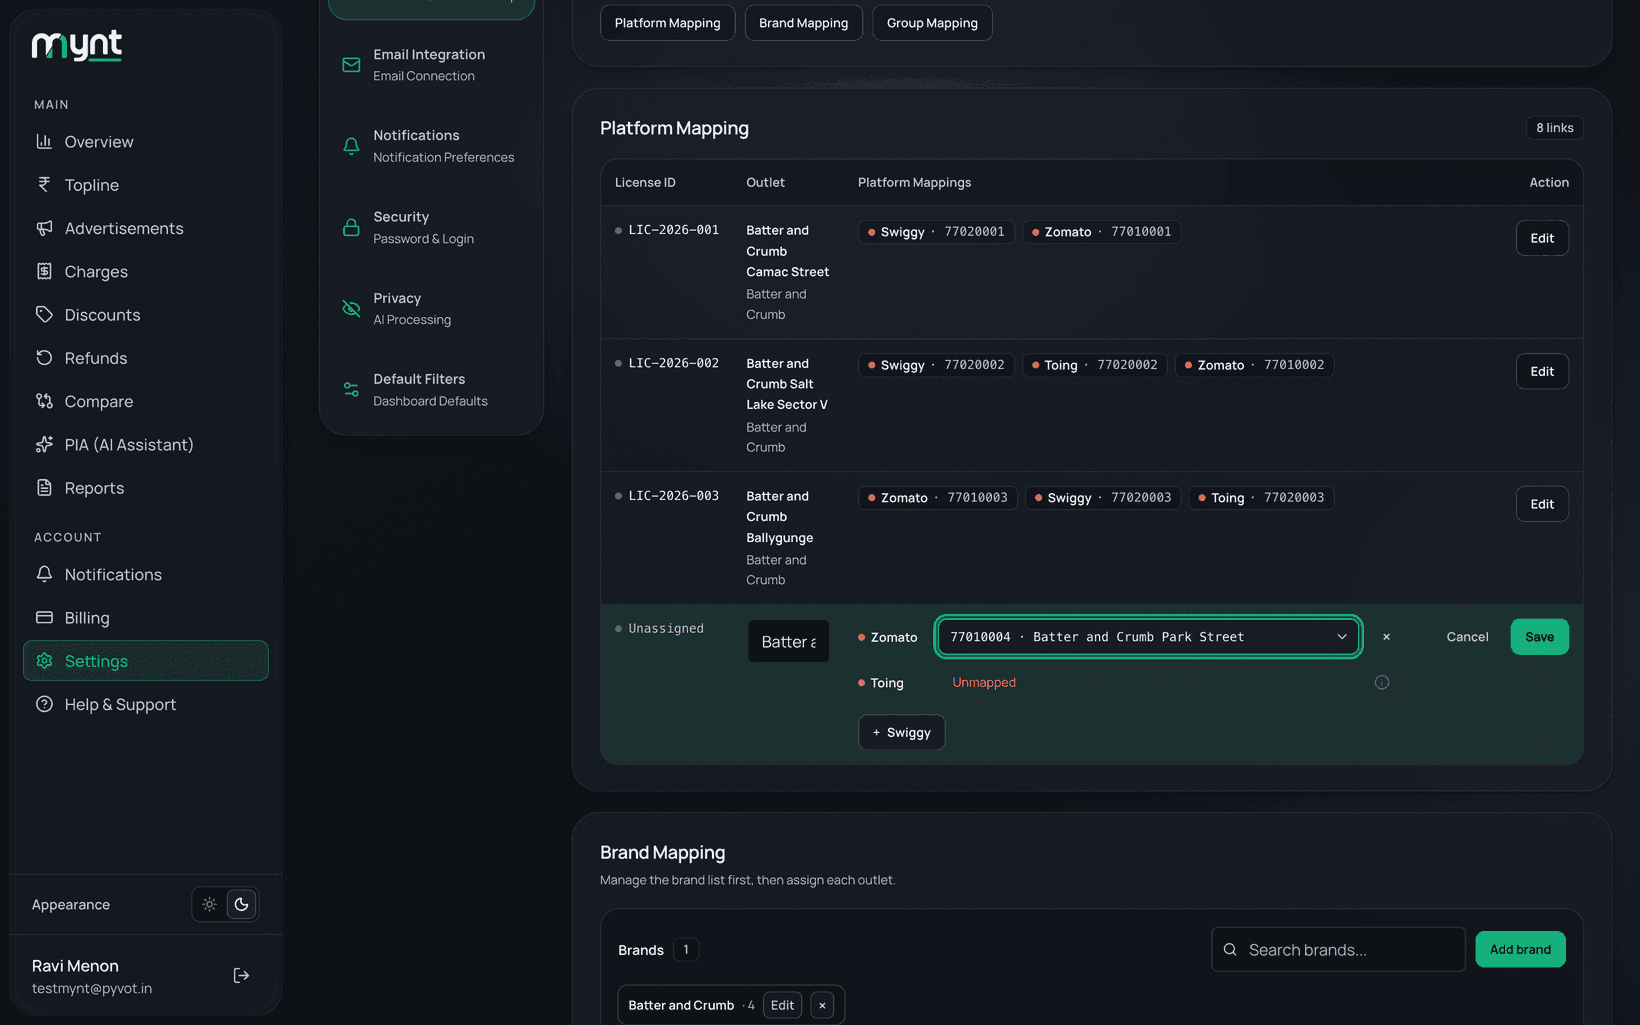 mynt
MAIN
Overview
Topline
Advertisements
Charges
Discounts
Refunds
Compare
PIA (AI Assistant)
Reports
ACCOUNT
Notifications
Billing
Settings
Help & Support
Appearance
Ravi Menon
testmynt@pyvot.in
Email Integration
Email Connection
Notifications
Notification Preferences
Security
Password & Login
Privacy
AI Processing
Default Filters
Dashboard Defaults
Platform Mapping
Brand Mapping
Group Mapping
Platform Mapping
8 links
License ID
Outlet
Platform Mappings
Action
LIC-2026-001
Batter and
Crumb
Camac Street
Batter and
Crumb
Swiggy · 77020001
Zomato · 77010001
Edit
LIC-2026-002
Batter and
Crumb Salt
Lake Sector V
Batter and
Crumb
Swiggy · 77020002
Toing · 77020002
Zomato · 77010002
Edit
LIC-2026-003
Batter and
Crumb
Ballygunge
Batter and
Crumb
Zomato · 77010003
Swiggy · 77020003
Toing · 77020003
Edit
Unassigned
Batter
Zomato
77010004 · Batter and Crumb Park Street
×
Cancel
Save
Toing
Unmapped
+ Swiggy
Brand Mapping
Manage the brand list first, then assign each outlet.
Brands 1
Search brands...
Add brand
Batter and Crumb · 4
Edit
×